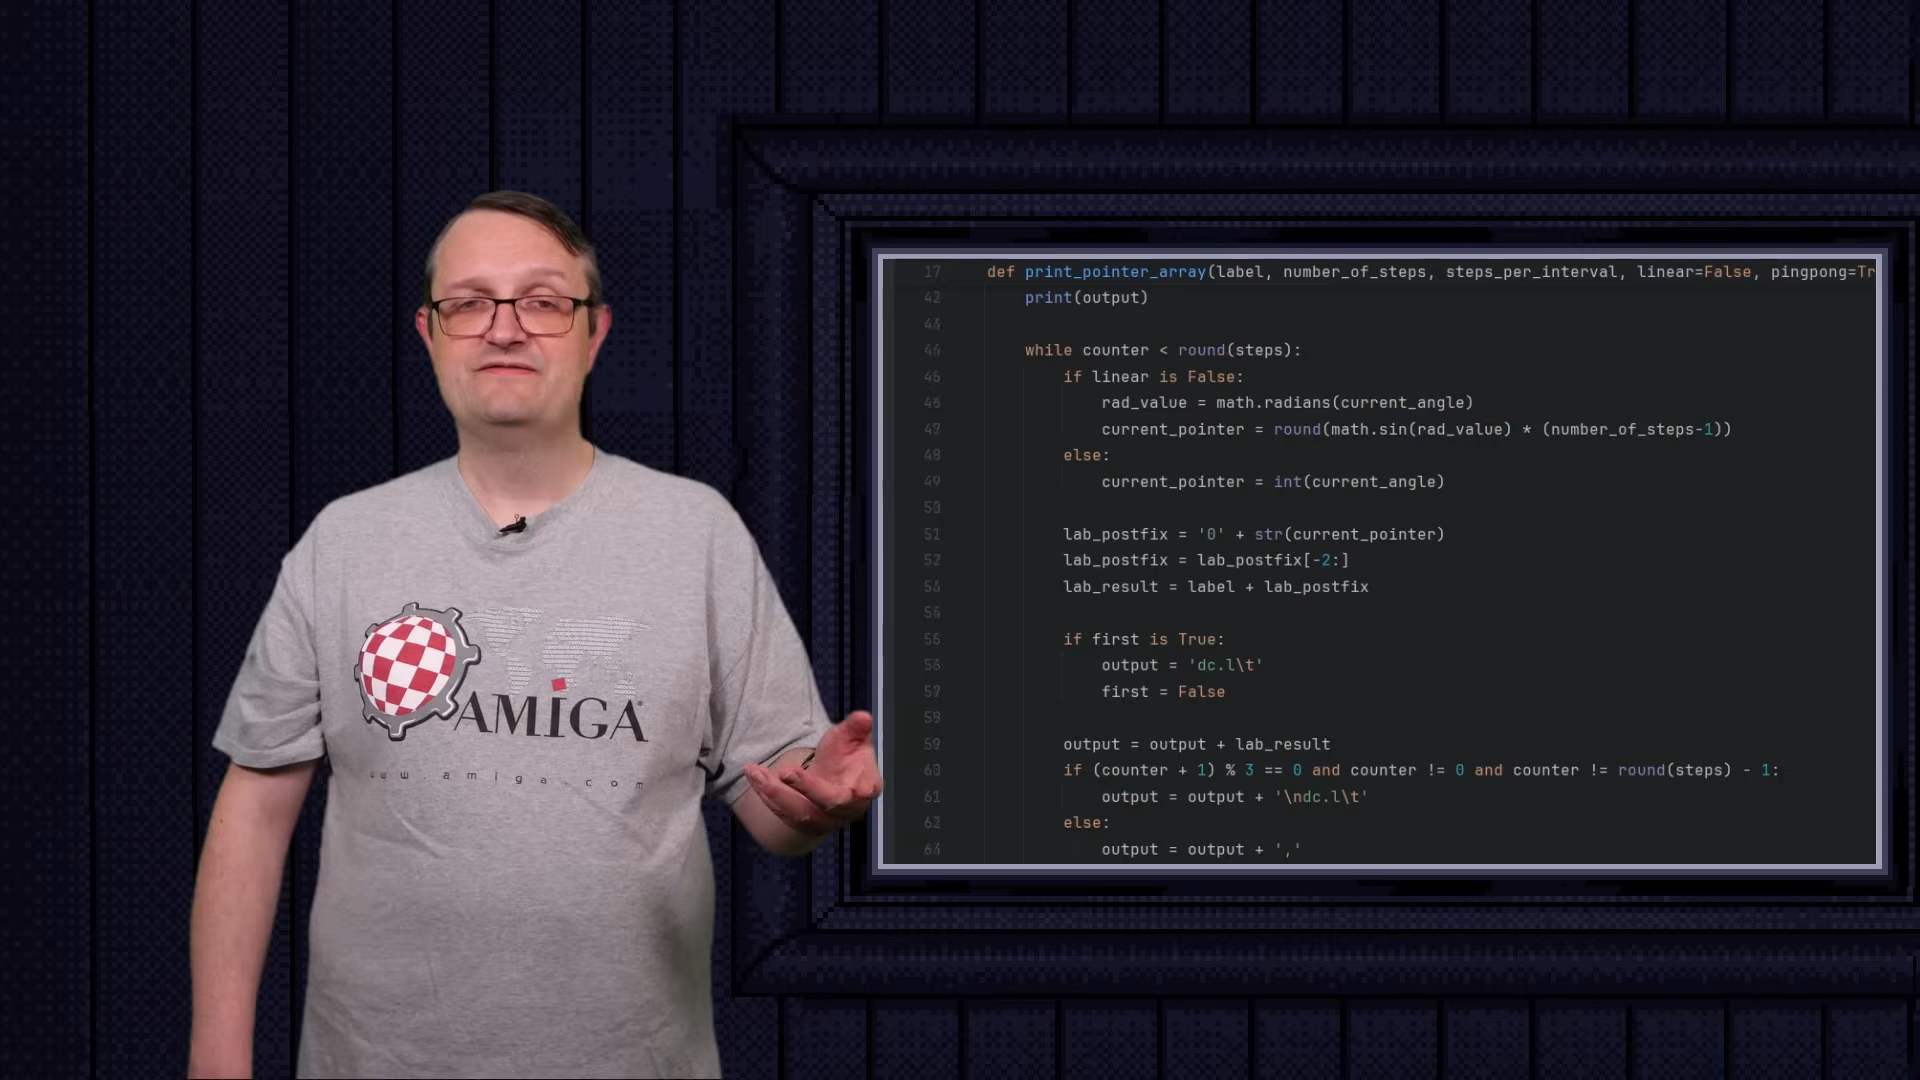 AMIGA
www.amiga.com
17 def print_pointer_array(label, number_of_steps, steps_per_interval, linear=False, pingpong=Tr
42 print(output)
43
44 while counter < round(steps):
45 if linear is False:
46 rad_value = math.radians(current_angle)
47 current_pointer = round(math.sin(rad_value) * (number_of_steps-1))
48 else:
49 current_pointer = int(current_angle)
50
51 lab_postfix = '0' + str(current_pointer)
52 lab_postfix = lab_postfix[-2:]
53 lab_result = label + lab_postfix
54
55 if first is True:
56 output = 'dc.l\t'
57 first = False
58
59 output = output + lab_result
60 if (counter + 1) % 3 == 0 and counter != 0 and counter != round(steps) - 1:
61 output = output + '\ndc.l\t'
62 else:
63 output = output + ','